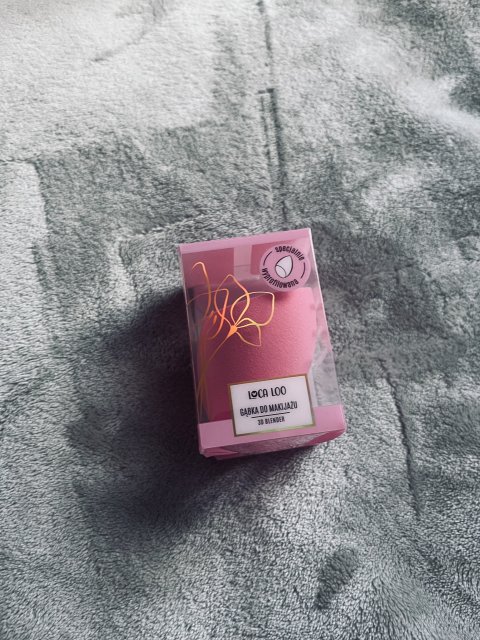 specjalnie
wyprofilowana
LOCA LOO
GĄBKA DO MAKIJAŻU
3D BLENDER